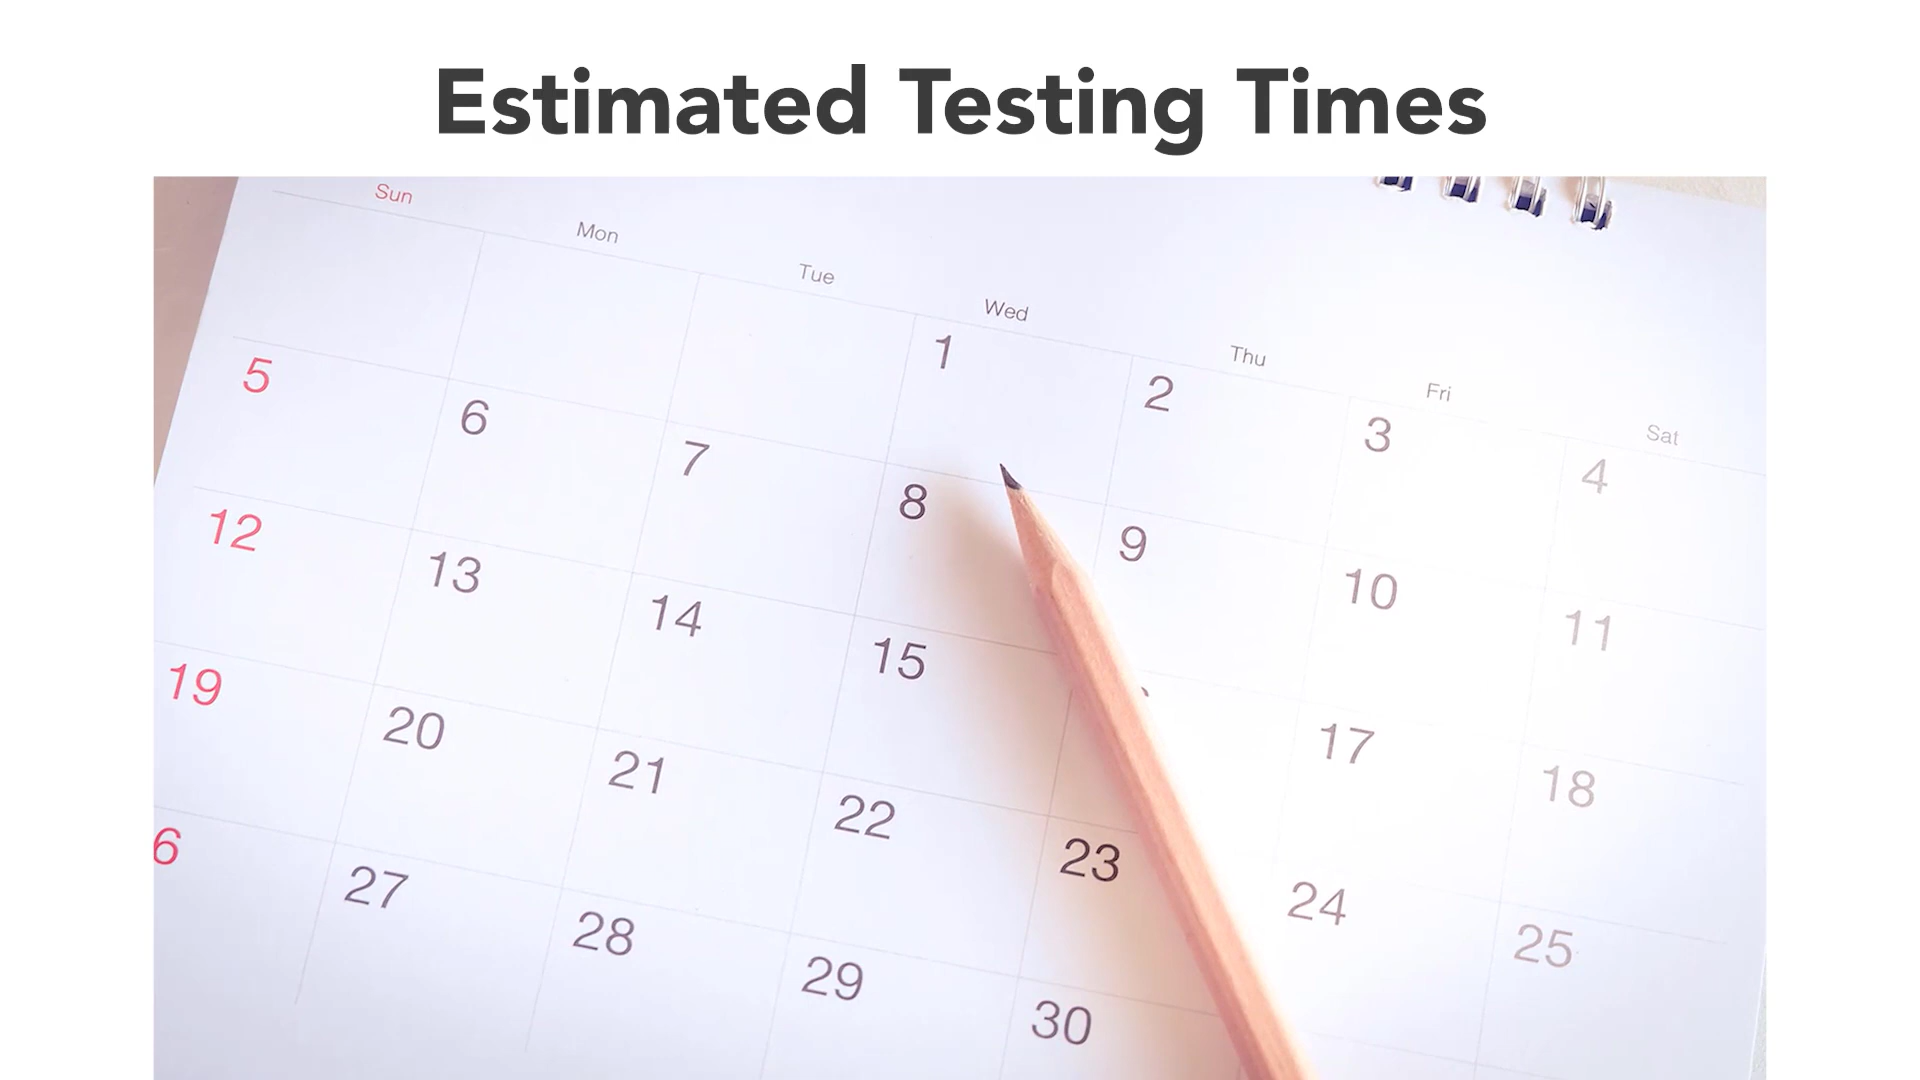 Estimated Testing Times
Sun Mon Tue Wed Thu Fri Sat
1 2 3 4
5 6 7 8 9 10 11
12 13 14 15 17 18
19 20 21 22 23 24 25
6 27 28 29 30